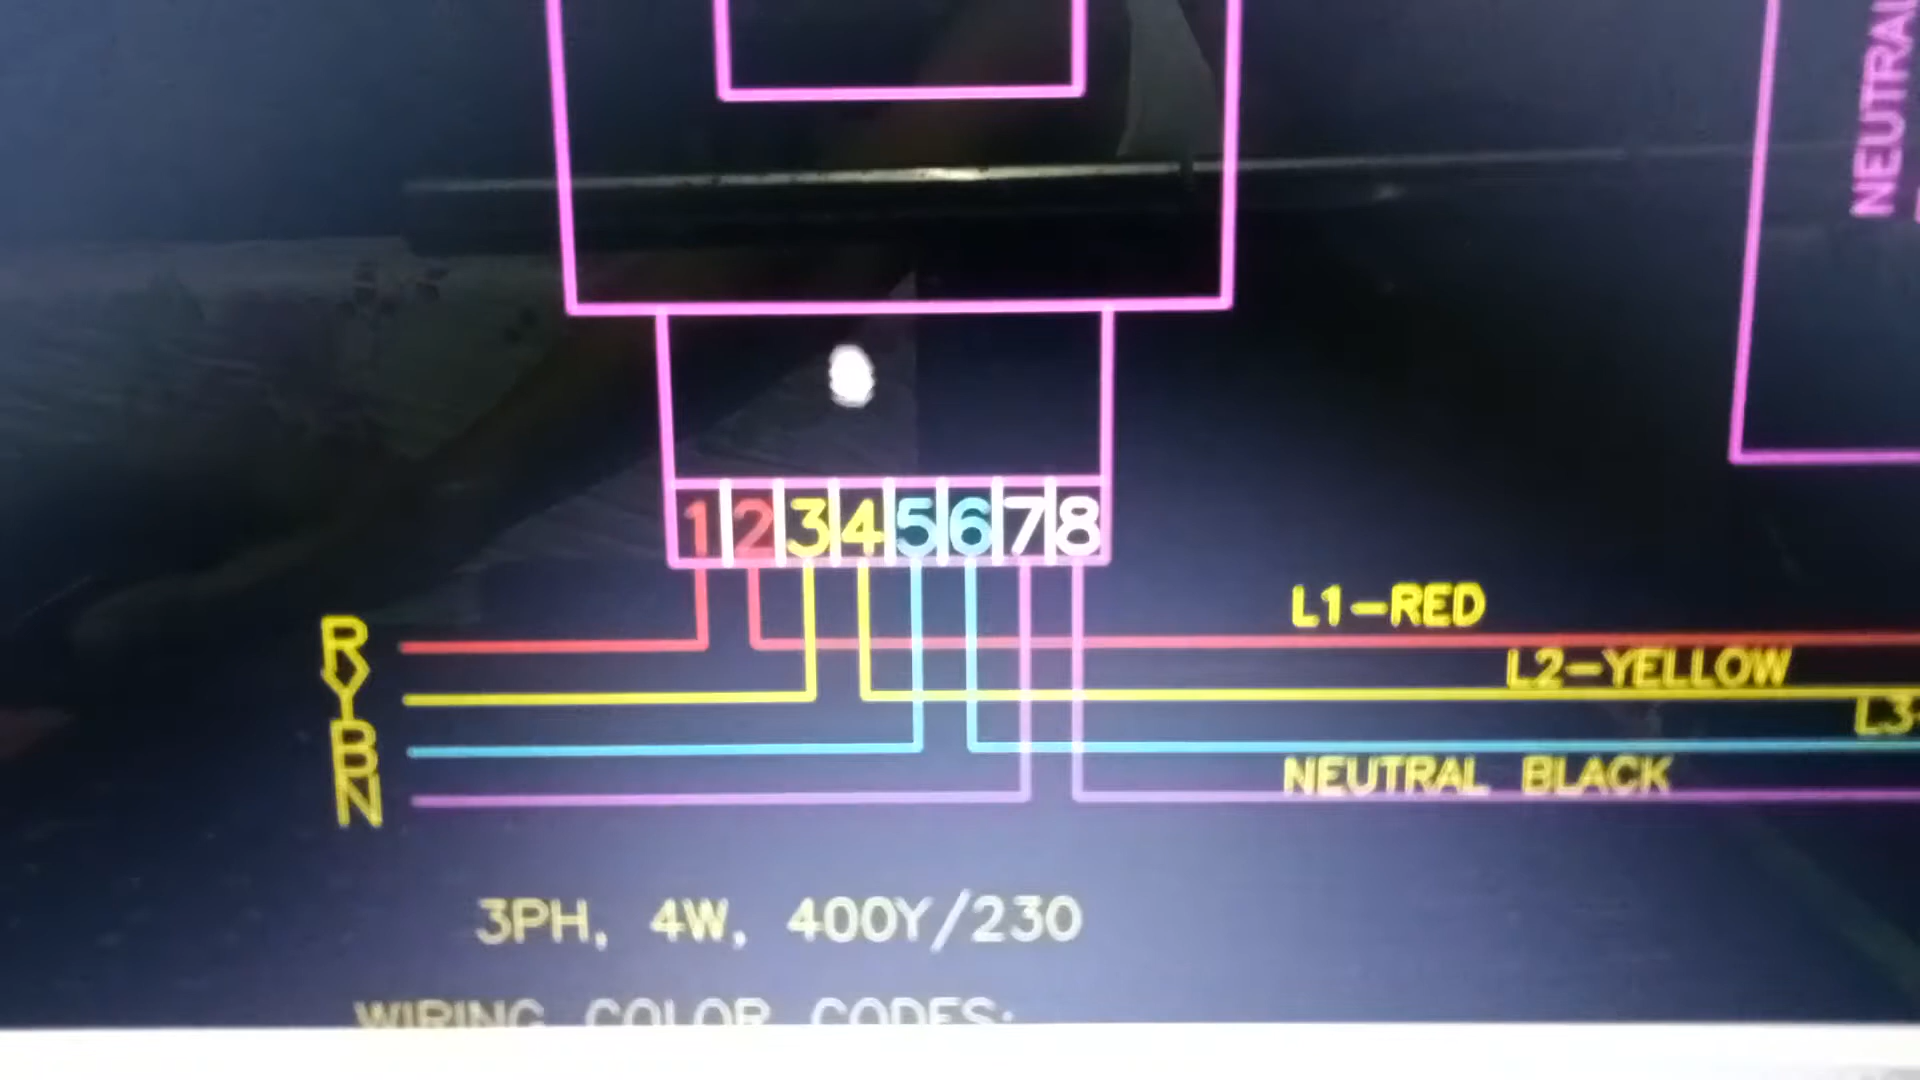 NEUTRAL
1 2 3 4 5 6 7 8
L1-RED
R
L2-YELLOW
Y
L3-
B
NEUTRAL BLACK
N
3PH, 4W, 400Y/230
WIRING COLOR CODES: